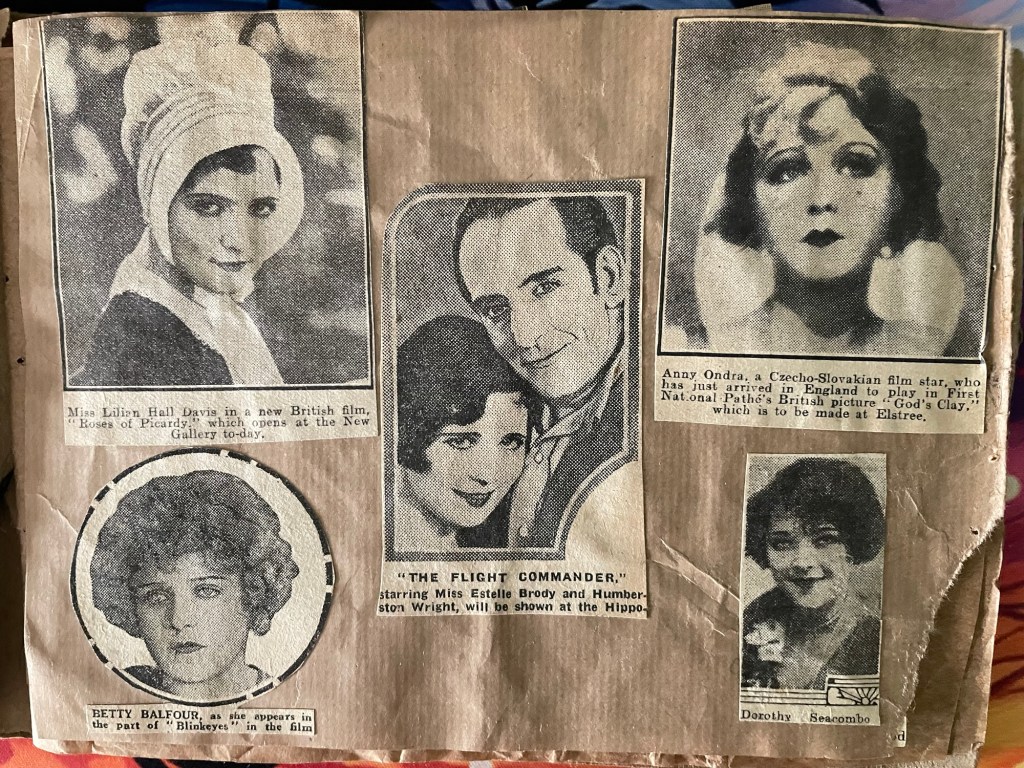 Miss Lilian Hall Davis in a new British film,
"Roses of Picardy," which opens at the New
Gallery to-day.
"THE FLIGHT COMMANDER,"
starring Miss Estelle Brody and Humber-
ston Wright, will be shown at the Hippo-
Anny Ondra, a Czecho-Slovakian film star, who
has just arrived in England to play in First
National Pathé's British picture "God's Clay,"
which is to be made at Elstree.
BETTY BALFOUR, as she appears in
the part of "Blinkeyes" in the film
Dorothy Seacombo
d